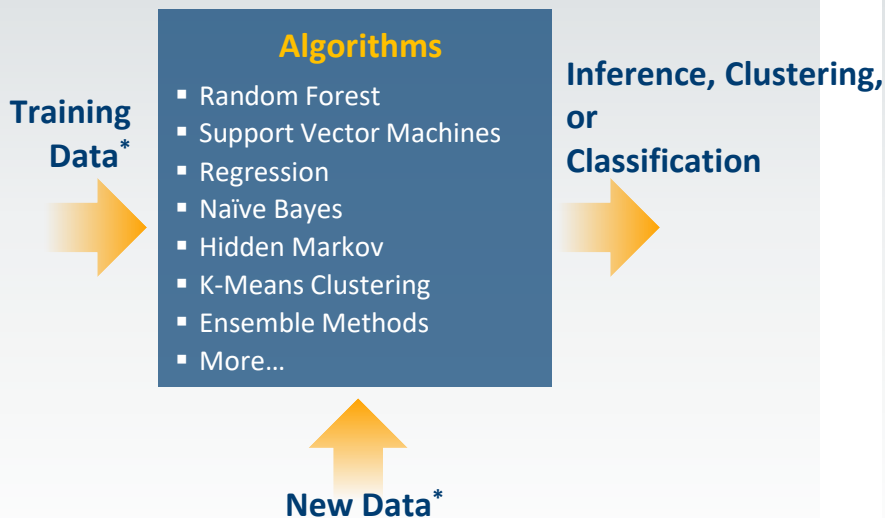 Algorithms
▪ Random Forest
▪ Support Vector Machines
▪ Regression
▪ Naïve Bayes
▪ Hidden Markov
▪ K-Means Clustering
▪ Ensemble Methods
▪ More…
Training
Data*
Inference, Clustering,
or
Classification
New Data*